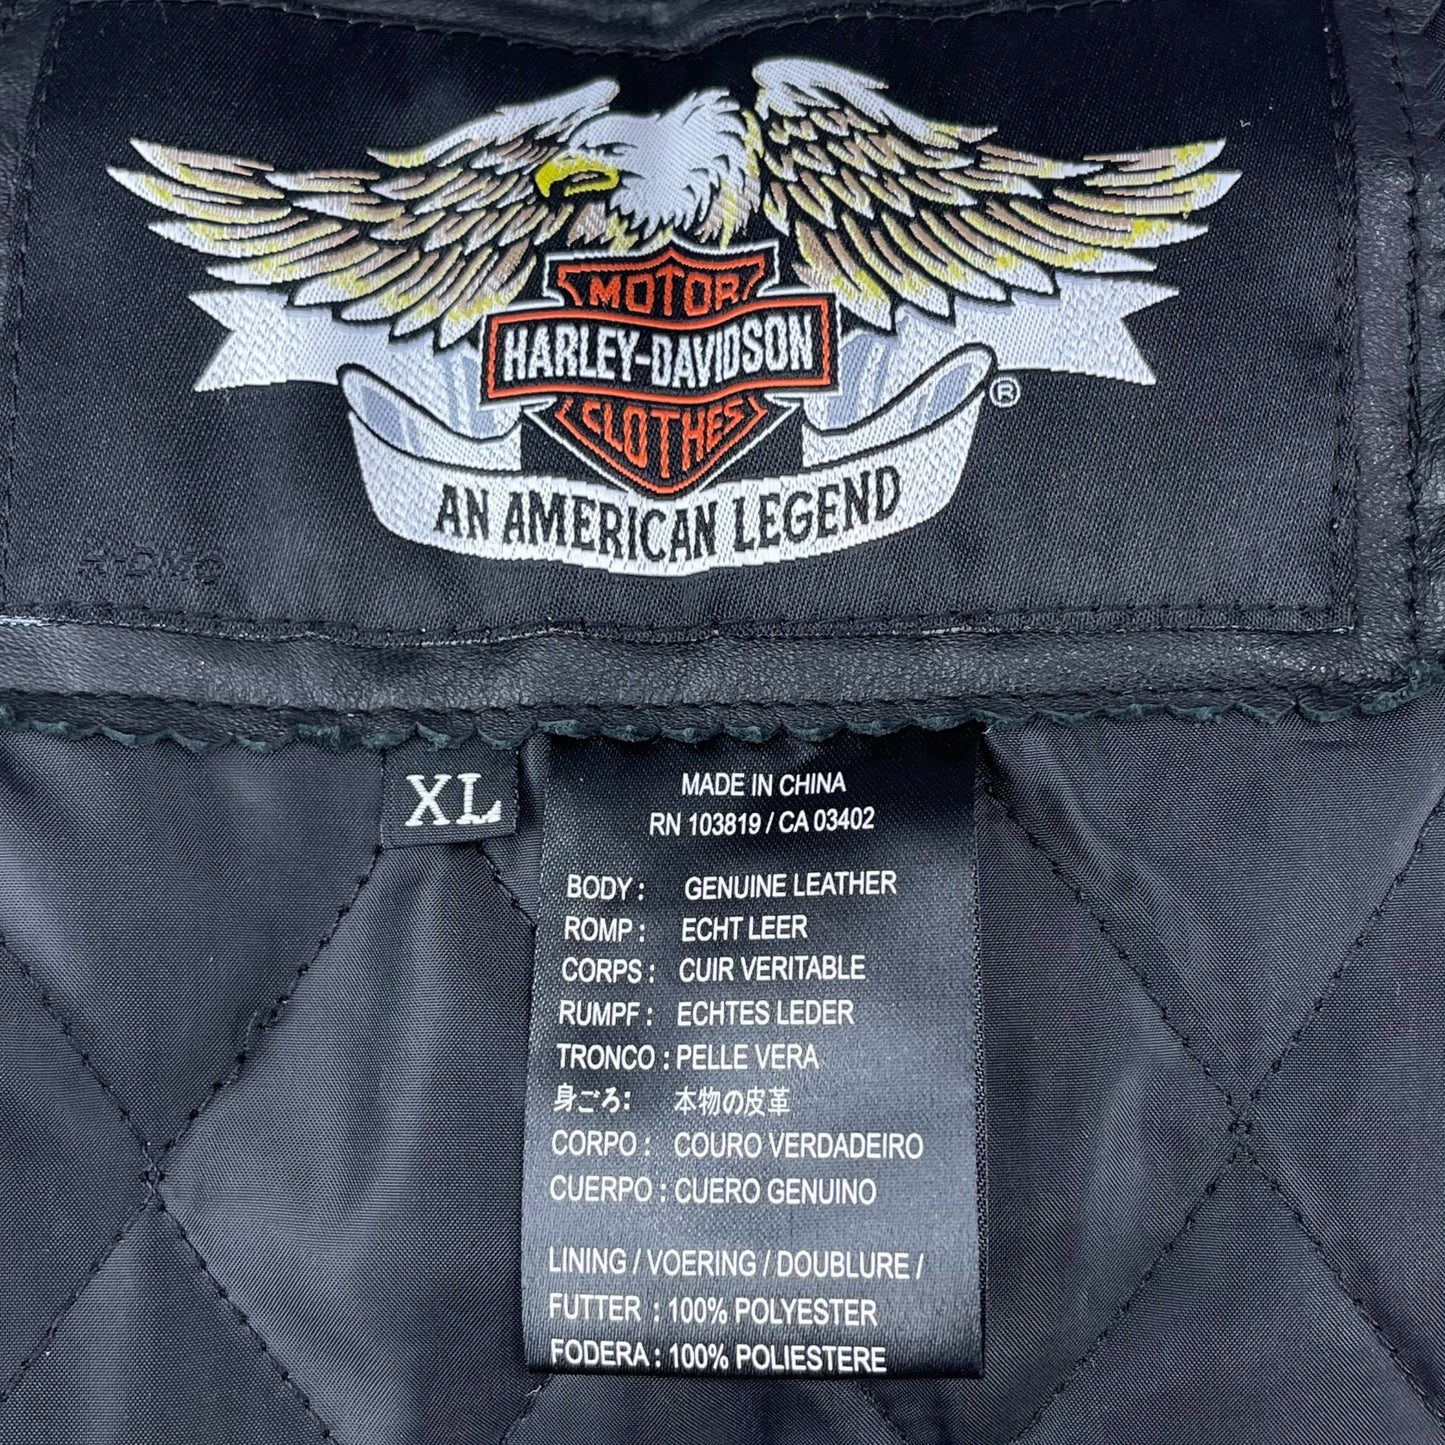 MOTOR
HARLEY-DAVIDSON
CLOTHES
®
AN AMERICAN LEGEND
XL
MADE IN CHINA
RN 103819 / CA 03402
BODY : GENUINE LEATHER
ROMP : ECHT LEER
CORPS : CUIR VERITABLE
RUMPF : ECHTES LEDER
TRONCO : PELLE VERA
身ごろ: 本物の皮革
CORPO : COURO VERDADEIRO
CUERPO : CUERO GENUINO
LINING / VOERING / DOUBLURE /
FUTTER : 100% POLYESTER
FODERA : 100% POLIESTERE